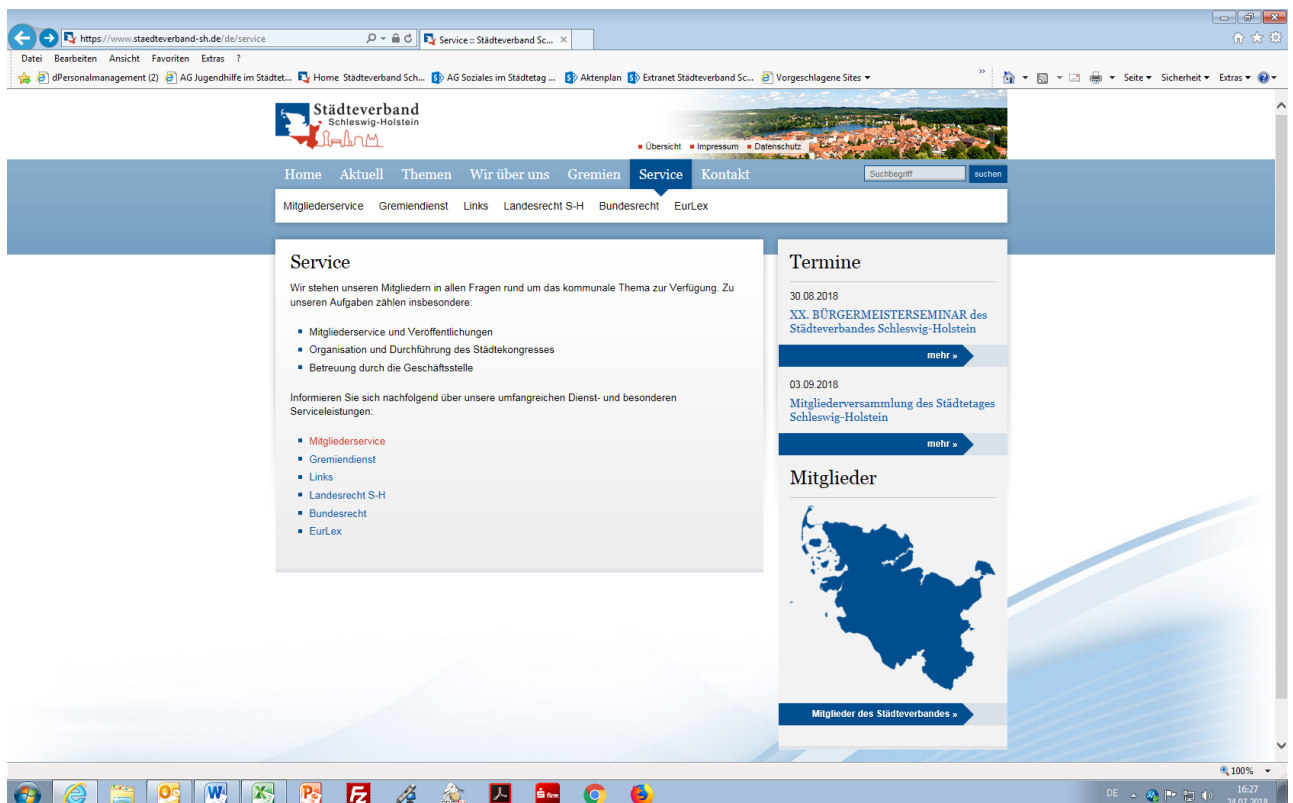 https://www.staedteverband-sh.de/de/service
Service :: Städteverband Sc...
Datei Bearbeiten Ansicht Favoriten Extras ?
dPersonalmanagement (2) AG Jugendhilfe im Städtet... Home Städteverband Sch... AG Soziales im Städtetag ... Aktenplan Extranet Städteverband Sc... Vorgeschlagene Sites
Seite Sicherheit Extras
Städteverband
Schleswig-Holstein
Übersicht Impressum Datenschutz
Home Aktuell Themen Wir über uns Gremien Service Kontakt
Suchbegriff suchen
Mitgliederservice Gremiendienst Links Landesrecht S-H Bundesrecht EurLex
Service
Wir stehen unseren Mitgliedern in allen Fragen rund um das kommunale Thema zur Verfügung. Zu
unseren Aufgaben zählen insbesondere:
Mitgliederservice und Veröffentlichungen
Organisation und Durchführung des Städtekongresses
Betreuung durch die Geschäftsstelle
Informieren Sie sich nachfolgend über unsere umfangreichen Dienst- und besonderen
Serviceleistungen:
Mitgliederservice
Gremiendienst
Links
Landesrecht S-H
Bundesrecht
EurLex
Termine
30.08.2018
XX. BÜRGERMEISTERSEMINAR des
Städteverbandes Schleswig-Holstein
mehr »
03.09.2018
Mitgliederversammlung des Städtetages
Schleswig-Holstein
mehr »
Mitglieder
Mitglieder des Städteverbandes »
100%
DE
16:27
24.07.2018